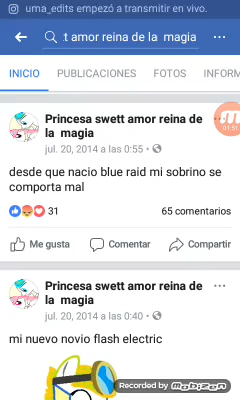 uma_edits empezó a transmitir en vivo.
t amor reina de la  magia
INICIO PUBLICACIONES FOTOS INFORM
Princesa swett amor reina de
la  magia
jul. 20, 2014 a las 0:55 •
desde que nacio blue raid mi sobrino se
comporta mal
31 65 comentarios
Me gusta Comentar Compartir
Princesa swett amor reina de
la  magia
jul. 20, 2014 a las 0:40 •
mi nuevo novio flash electric
Recorded by MOBIZEN